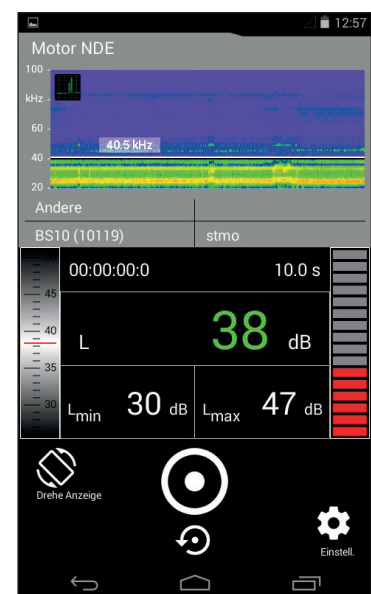 12:57
Motor NDE
100
kHz
60
40.5 kHz
40
20
Andere
BS10 (10119)
stmo
00:00:00:0
10.0 s
45
40
L
38 dB
35
30
Lmin 30 dB
Lmax 47 dB
Drehe Anzeige
Einstell.